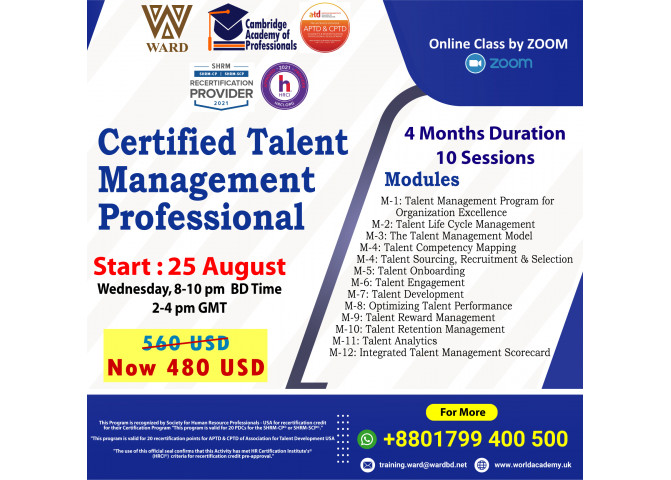 WARD
Cambridge
Academy of
Professionals
atd
APTD & CPTD
SHRM
SHRM-CP | SHRM-SCP
RECERTIFICATION
PROVIDER
2021
2021
h
HRCI
HRCI.ORG
Online Class by ZOOM
zoom
Certified Talent
Management
Professional
Start : 25 August
Wednesday, 8-10 pm BD Time
2-4 pm GMT
560 USD
Now 480 USD
4 Months Duration
10 Sessions
Modules
M-1: Talent Management Program for
Organization Excellence
M-2: Talent Life Cycle Management
M-3: The Talent Management Model
M-4: Talent Competency Mapping
M-4: Talent Sourcing, Recruitment & Selection
M-5: Talent Onboarding
M-6: Talent Engagement
M-7: Talent Development
M-8: Optimizing Talent Performance
M-9: Talent Reward Management
M-10: Talent Retention Management
M-11: Talent Analytics
M-12: Integrated Talent Management Scorecard
This Program is recognized by Society for Human Resource Professionals - USA for recertification credit
for their Certification Program "This program is valid for 20 PDCs for the SHRM-CP® or SHRM-SCP®."
"This program is valid for 20 recertification points for APTD & CPTD of Association for Talent Development USA
"The use of this official seal confirms that this Activity has met HR Certification Institute's®
(HRCI®) criteria for recertification credit pre-approval."
For More
+8801799 400 500
training.ward@wardbd.net
www.worldacademy.uk